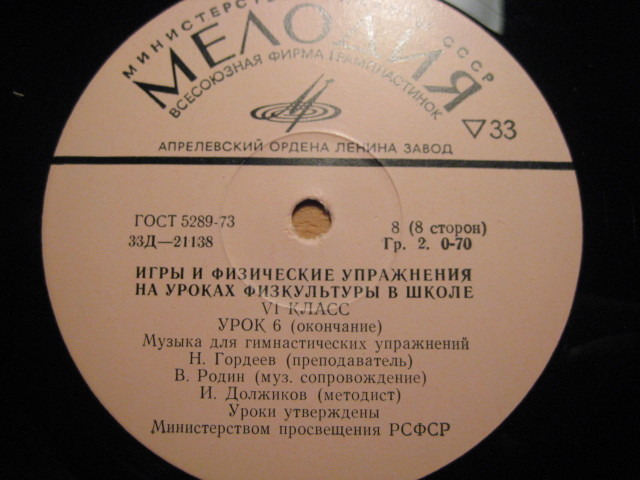 МИНИСТЕРСТВО СССР
МЕЛОДИЯ
ВСЕСОЮЗНАЯ ФИРМА ГРАМПЛАСТИНОК
▽33
АПРЕЛЕВСКИЙ ОРДЕНА ЛЕНИНА ЗАВОД
ГОСТ 5289-73
8 (8 сторон)
33Д—21138
Гр. 2. 0-70
ИГРЫ И ФИЗИЧЕСКИЕ УПРАЖНЕНИЯ
НА УРОКАХ ФИЗКУЛЬТУРЫ В ШКОЛЕ
VI КЛАСС
УРОК 6 (окончание)
Музыка для гимнастических упражнений
Н. Гордеев (преподаватель)
В. Родин (муз. сопровождение)
И. Должиков (методист)
Уроки утверждены
Министерством просвещения РСФСР